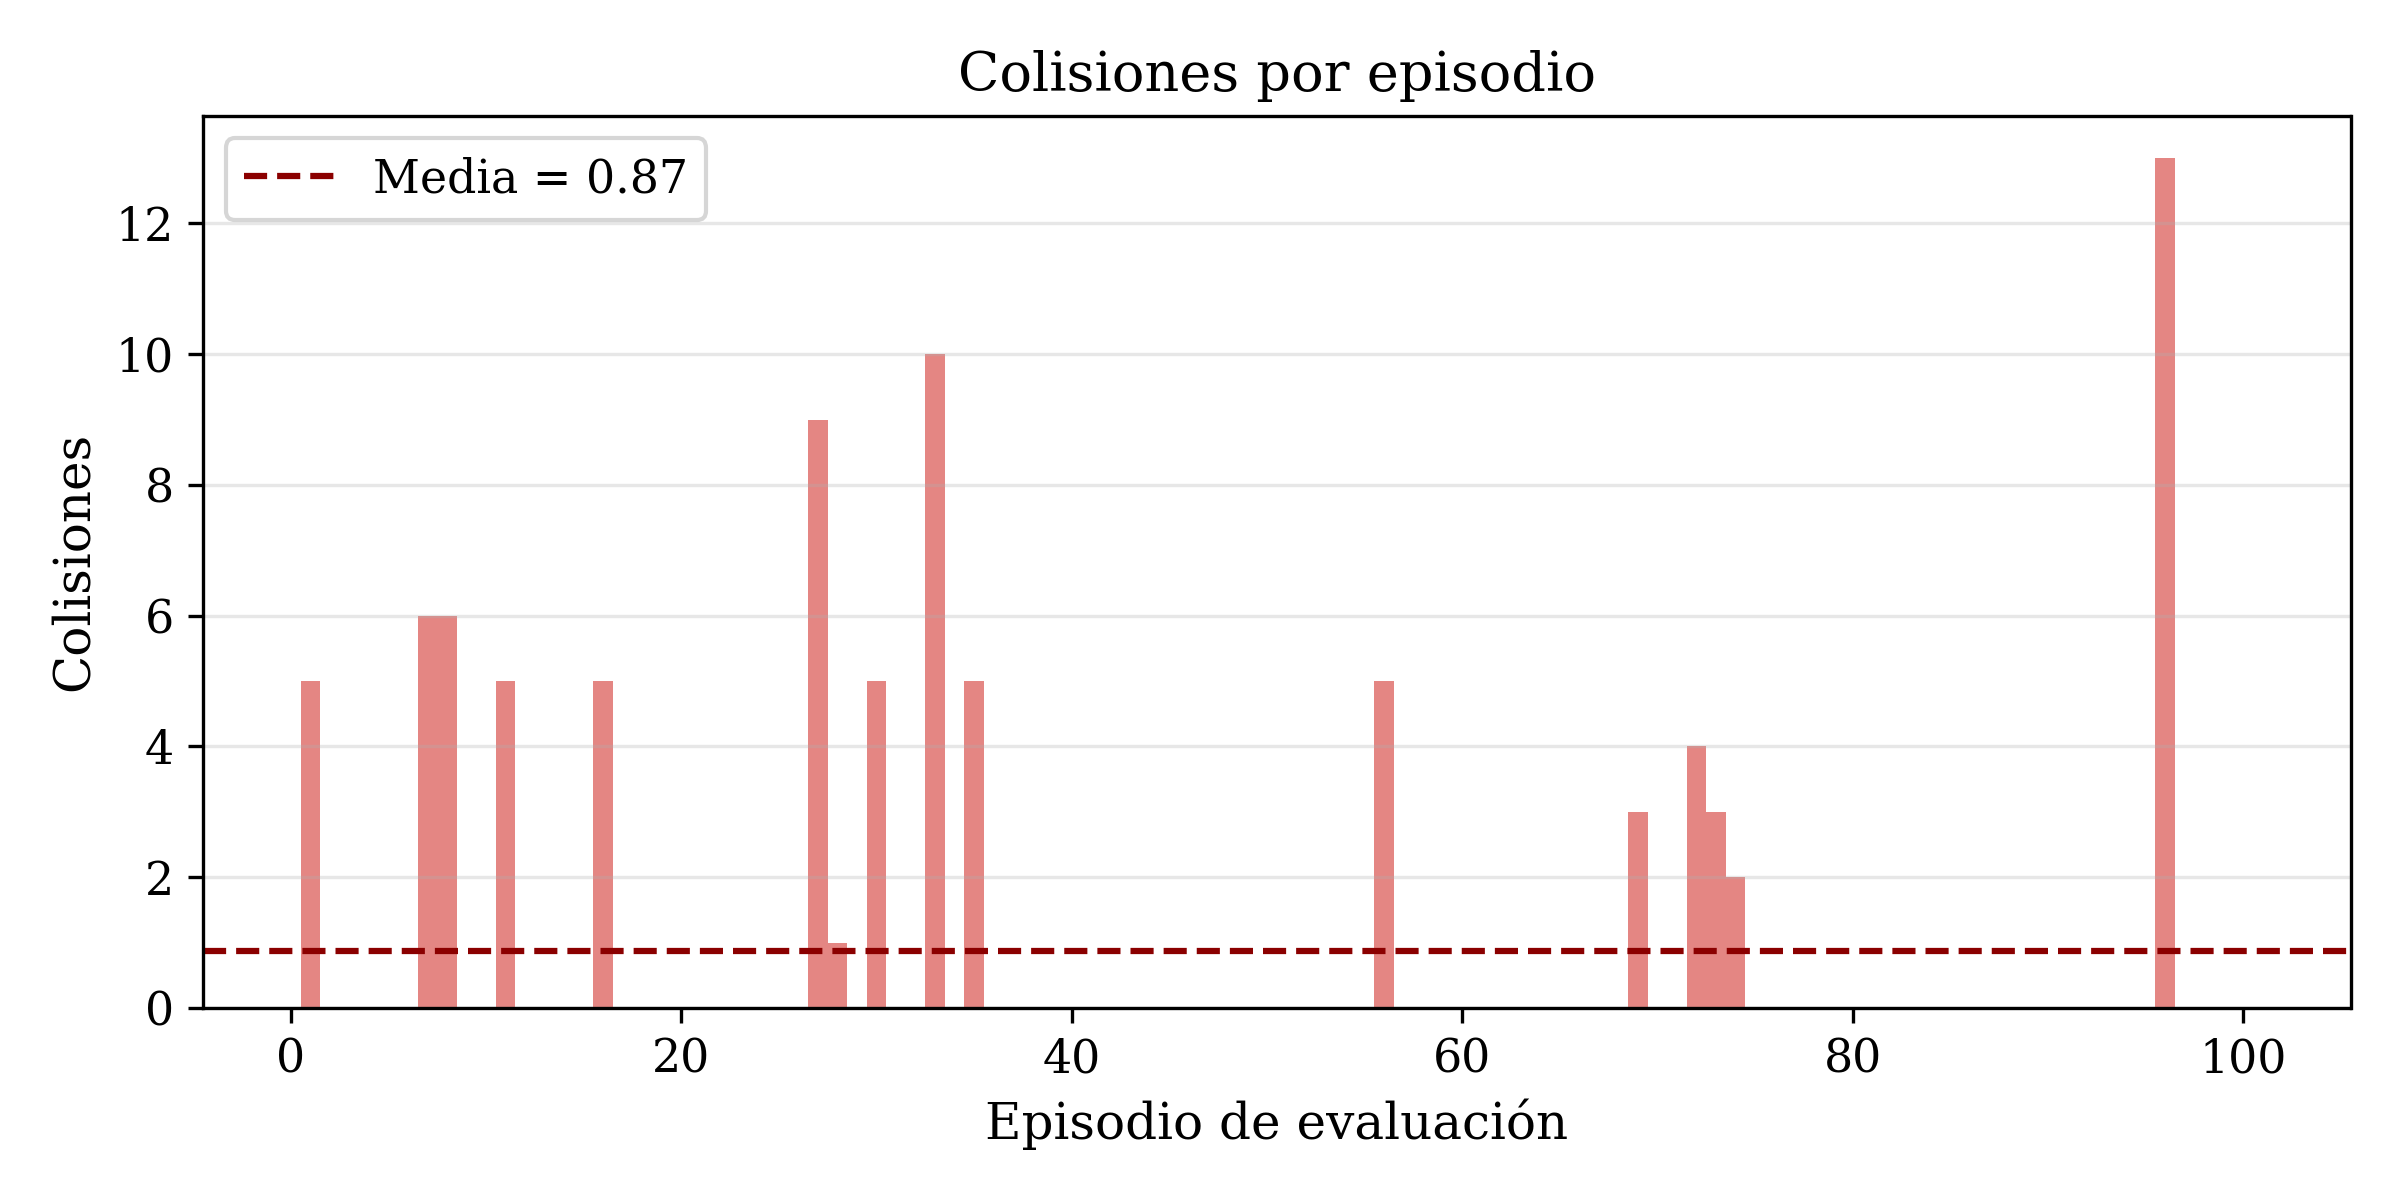 Colisiones por episodio
Media = 0.87
12
10
8
6
4
2
0
Colisiones
0 20 40 60 80 100
Episodio de evaluación